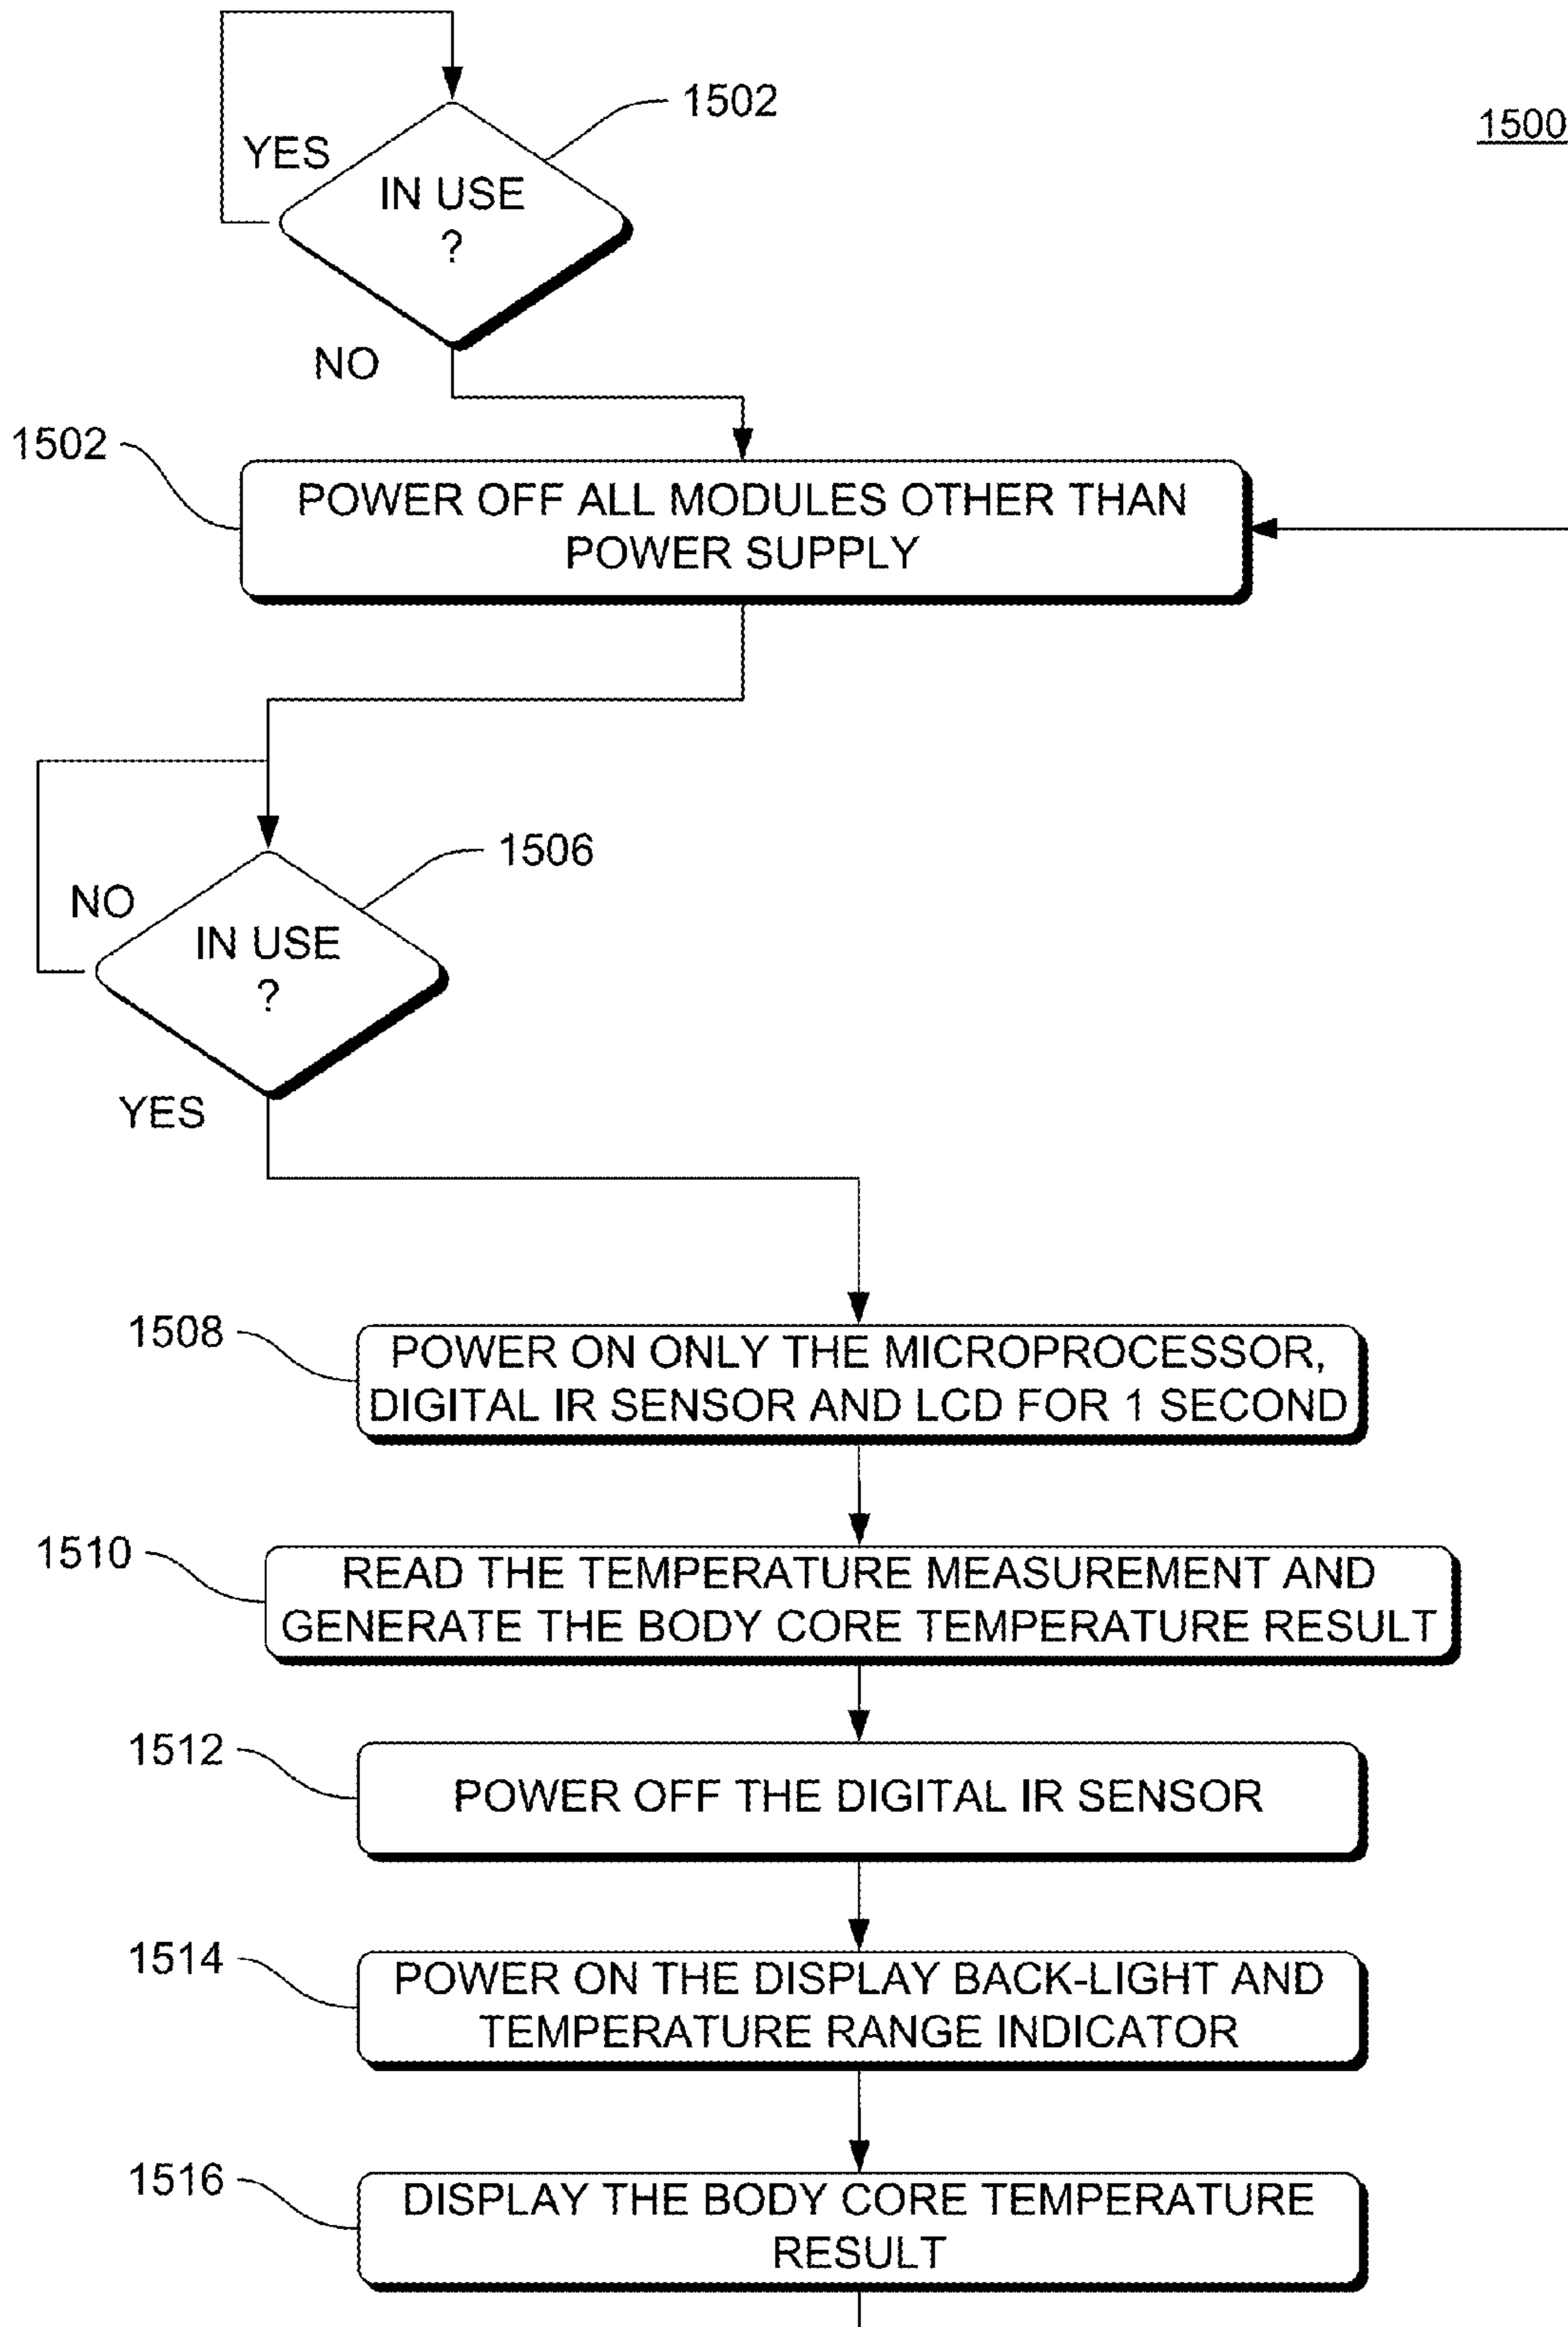 1500
1502
YES
IN USE
?
NO
1502
POWER OFF ALL MODULES OTHER THAN
POWER SUPPLY
1506
NO
IN USE
?
YES
1508
POWER ON ONLY THE MICROPROCESSOR,
DIGITAL IR SENSOR AND LCD FOR 1 SECOND
1510
READ THE TEMPERATURE MEASUREMENT AND
GENERATE THE BODY CORE TEMPERATURE RESULT
1512
POWER OFF THE DIGITAL IR SENSOR
1514
POWER ON THE DISPLAY BACK-LIGHT AND
TEMPERATURE RANGE INDICATOR
1516
DISPLAY THE BODY CORE TEMPERATURE
RESULT